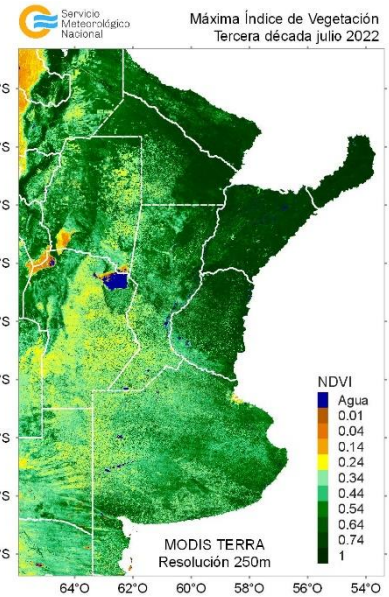 Servicio
Meteorológico
Nacional
Máxima Índice de Vegetación
Tercera década julio 2022
°S
°S
°S
°S
°S
°S
°S
°S
°S
NDVI
Agua
0.01
0.04
0.14
0.24
0.34
0.44
0.54
0.64
0.74
1
MODIS TERRA
Resolución 250m
64°O 62°O 60°O 58°O 56°O 54°O